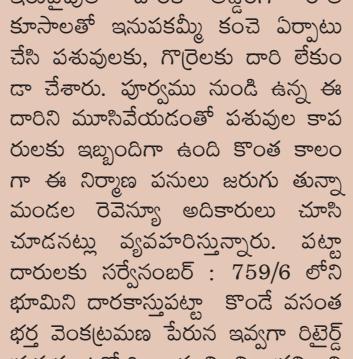 కూసాలతో ఇనుపకమ్మీ కంచె ఏర్పాటు
చేసి పశువులకు, గొర్రెలకు దారి లేకుం
డా చేశారు. పూర్వము నుండి ఉన్న ఈ
దారిని మూసివేయడంతో పశువుల కాప
రులకు ఇబ్బందిగా ఉంది కొంత కాలం
గా ఈ నిర్మాణ పనులు జరుగు తున్నా
మండల రెవెన్యూ అదికారులు చూసి
చూడనట్లు వ్యవహరిస్తున్నారు. పట్టా
దారులకు సర్వేనంబర్ : 759/6 లోని
భూమిని దారకాస్తుపట్టా కొండే వసంత
భర్త వెంకట్రమణ పేరున ఇవ్వగా రిటైర్డ్